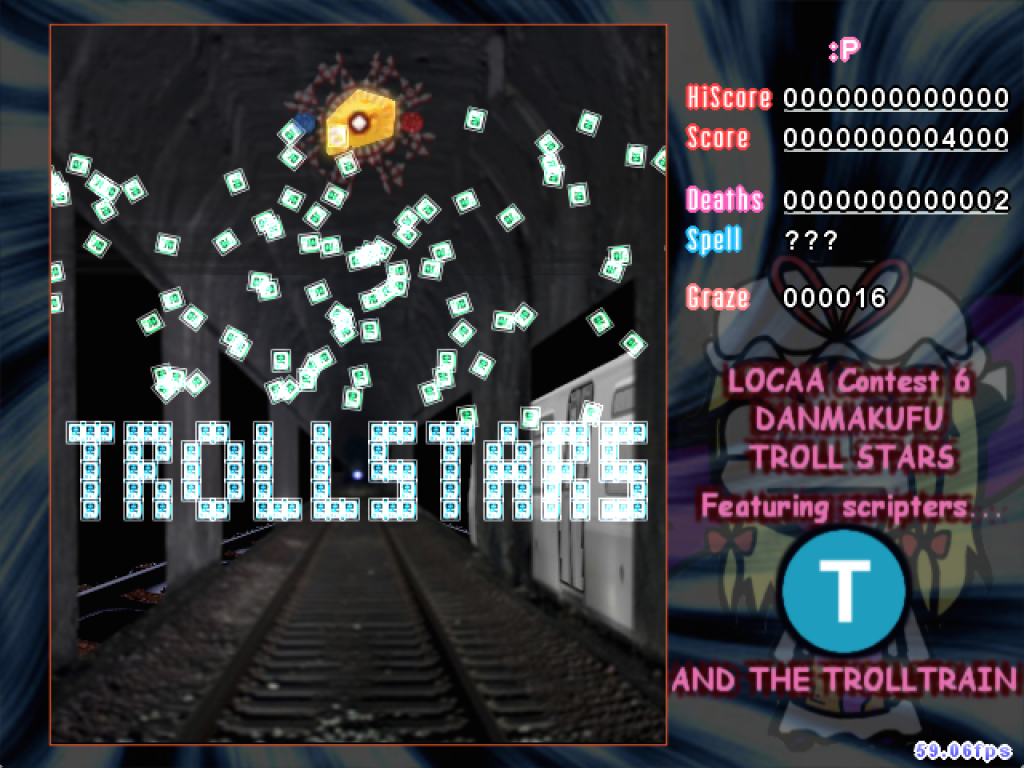 :P
HiScore 0000000000000
Score 0000000004000
Deaths 0000000000002
Spell ???
Graze 000016
TROLLSTARS
LOCAA Contest 6
DANMAKUFU
TROLL STARS
Featuring scripters...
T
AND THE TROLLTRAIN
59.06fps